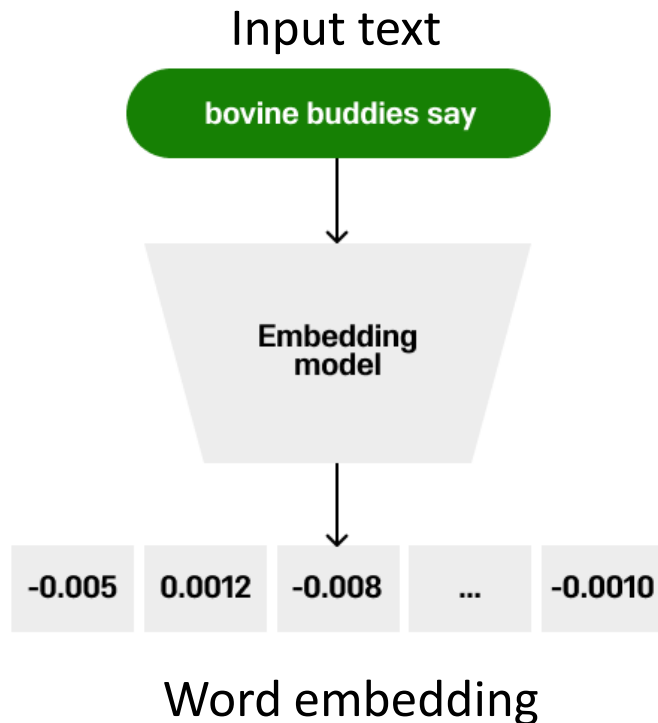 Input text
bovine buddies say
Embedding
model
-0.005 0.0012 -0.008 ... -0.0010
Word embedding